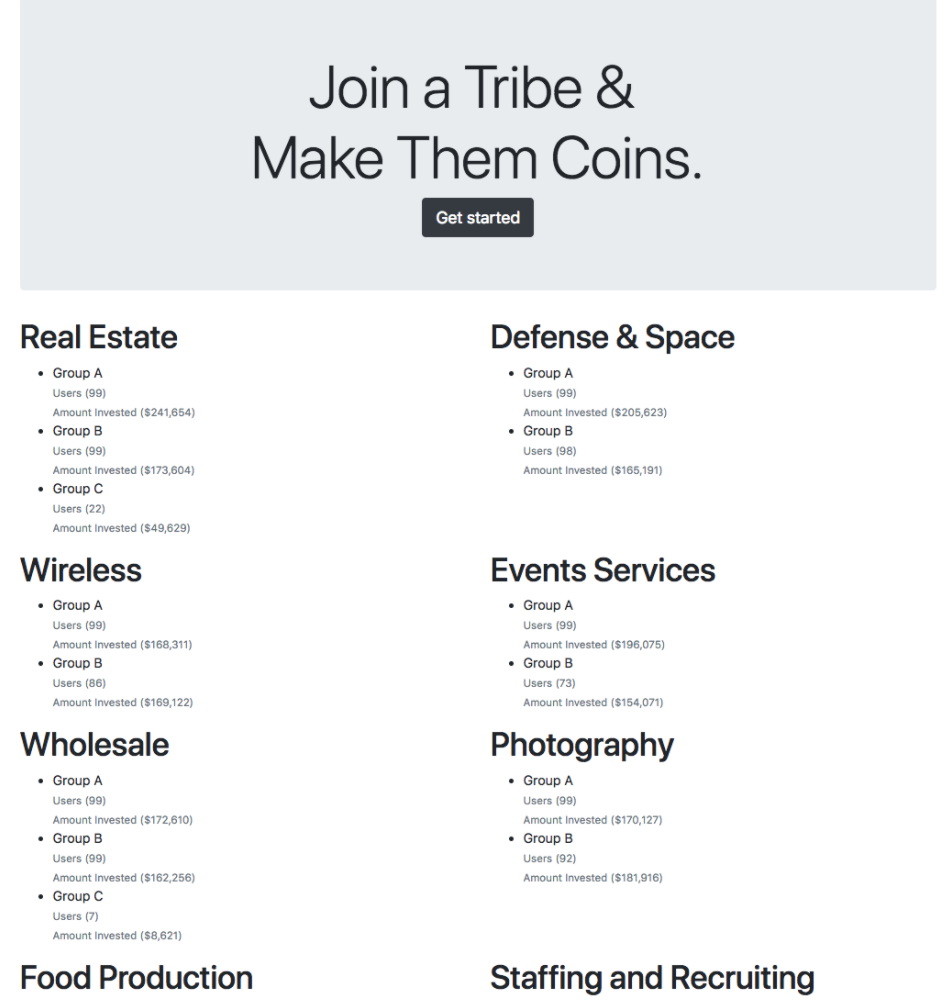 Join a Tribe &
Make Them Coins.
Get started
Real Estate
Group A
Users (99)
Amount Invested ($241,654)
Group B
Users (99)
Amount Invested ($173,604)
Group C
Users (22)
Amount Invested ($49,629)
Defense & Space
Group A
Users (99)
Amount Invested ($205,623)
Group B
Users (98)
Amount Invested ($165,191)
Wireless
Group A
Users (99)
Amount Invested ($168,311)
Group B
Users (86)
Amount Invested ($169,122)
Events Services
Group A
Users (99)
Amount Invested ($196,075)
Group B
Users (73)
Amount Invested ($154,071)
Wholesale
Group A
Users (99)
Amount Invested ($172,610)
Group B
Users (99)
Amount Invested ($162,256)
Group C
Users (7)
Amount Invested ($8,621)
Photography
Group A
Users (99)
Amount Invested ($170,127)
Group B
Users (92)
Amount Invested ($181,916)
Food Production
Staffing and Recruiting